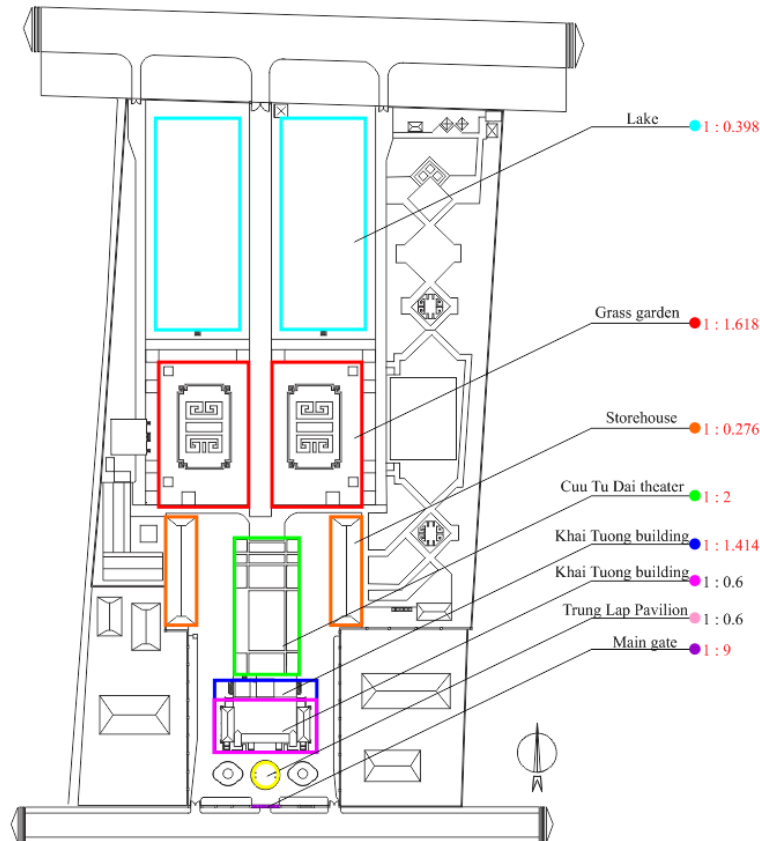 Lake 1 : 0.398
Grass garden 1 : 1.618
Storehouse 1 : 0.276
Cuu Tu Dai theater 1 : 2
Khai Tuong building 1 : 1.414
Khai Tuong building 1 : 0.6
Trung Lap Pavilion 1 : 0.6
Main gate 1 : 9